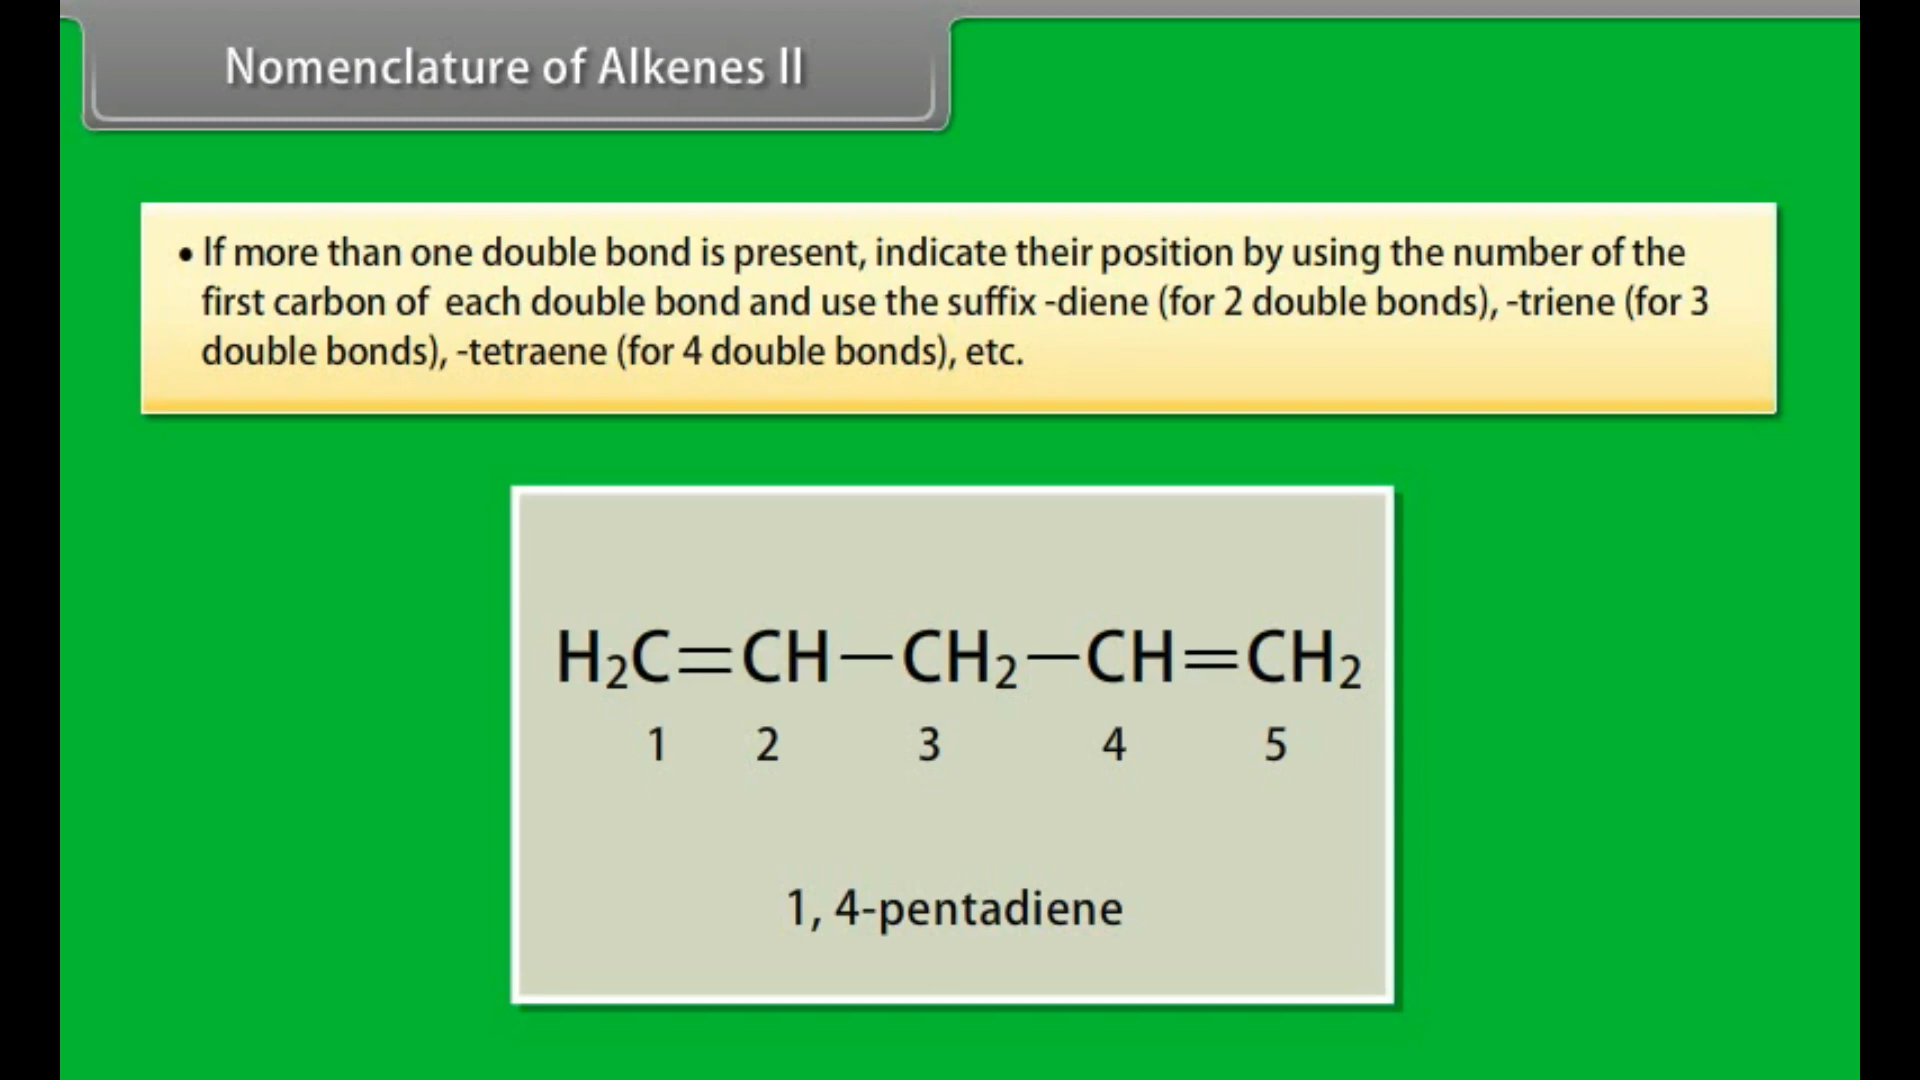 Nomenclature of Alkenes II
• If more than one double bond is present, indicate their position by using the number of the
first carbon of each double bond and use the suffix -diene (for 2 double bonds), -triene (for 3
double bonds), -tetraene (for 4 double bonds), etc.
H₂C=CH—CH₂—CH=CH₂
1 2 3 4 5
1, 4-pentadiene